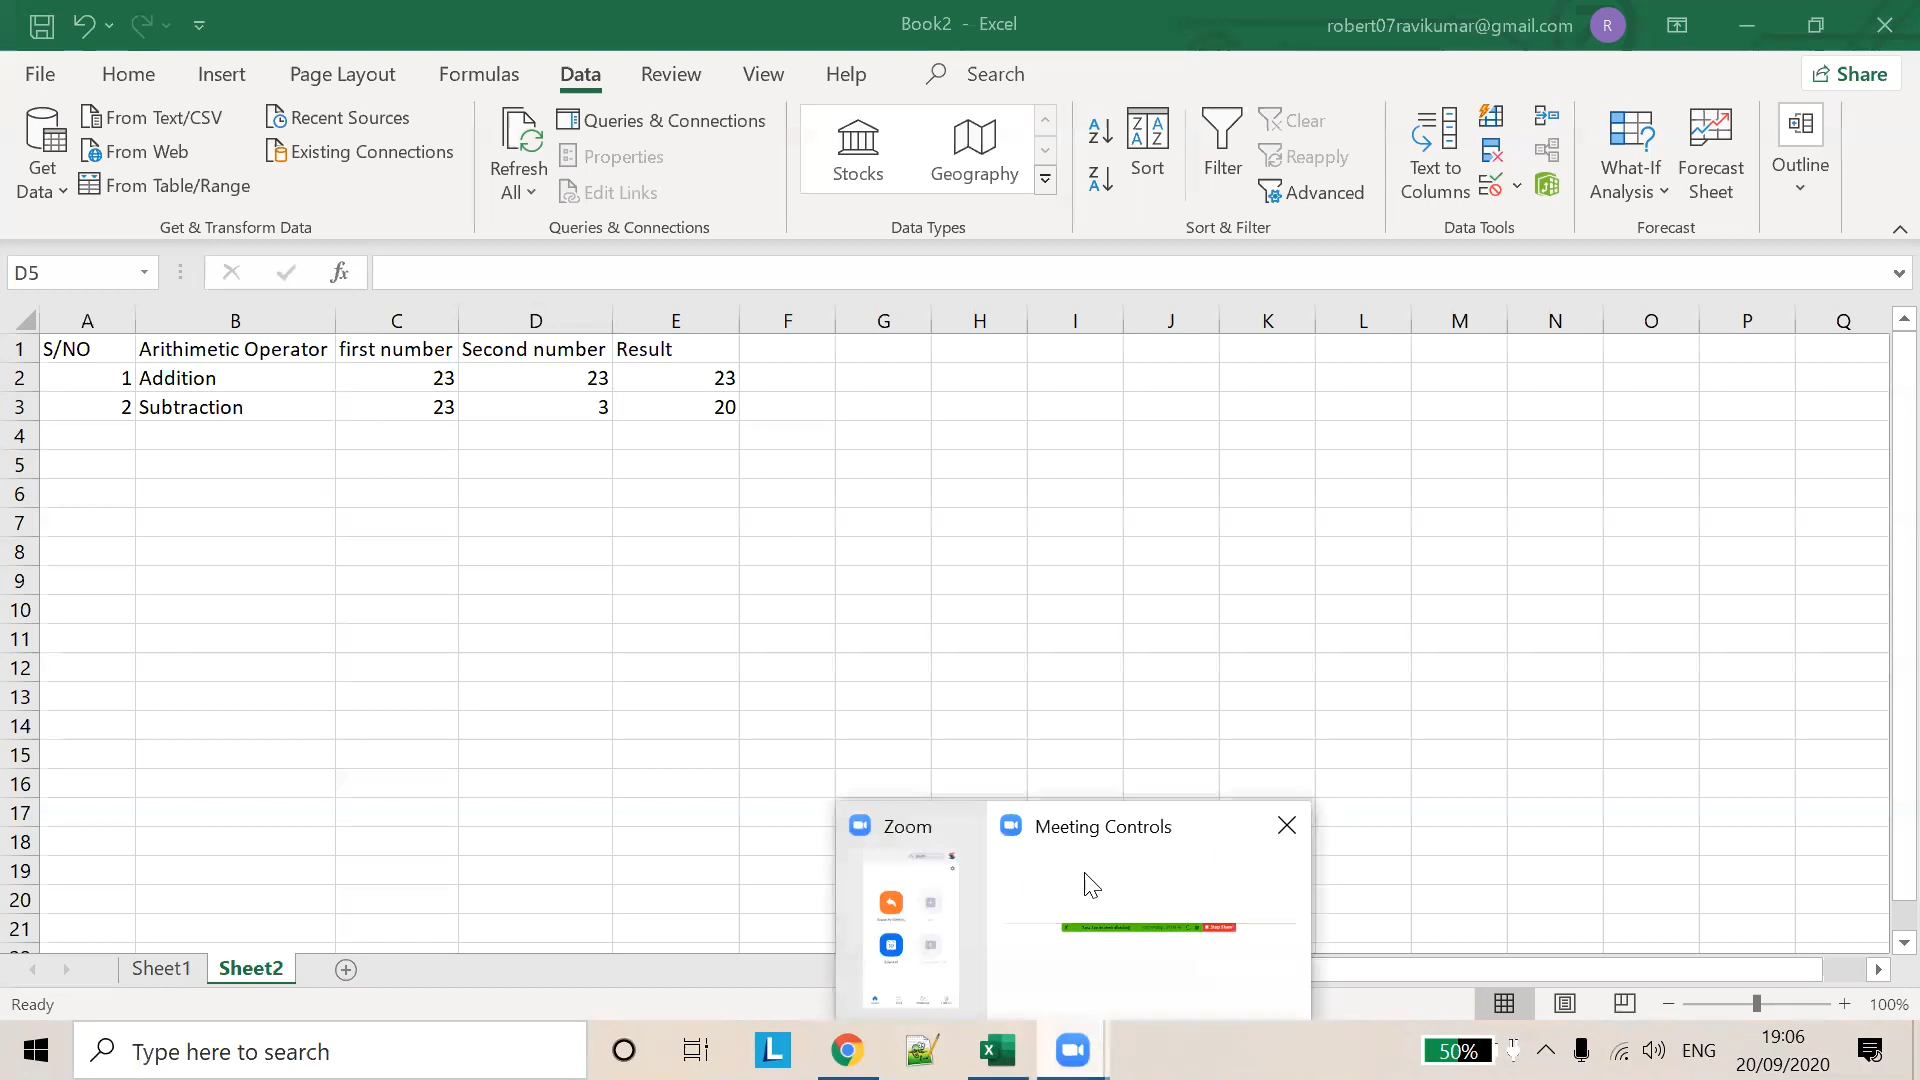 Book2 - Excel
robert07ravikumar@gmail.com
R
File Home Insert Page Layout Formulas Data Review View Help Search
Share
Get Data
From Text/CSV
From Web
From Table/Range
Recent Sources
Existing Connections
Get & Transform Data
Refresh All
Queries & Connections
Properties
Edit Links
Queries & Connections
Stocks
Geography
Data Types
Sort
Filter
Clear
Reapply
Advanced
Sort & Filter
Text to Columns
Data Tools
What-If Analysis
Forecast Sheet
Forecast
Outline
D5
fx
A B C D E F G H I J K L M N O P Q
1 S/NO Arithimetic Operator first number Second number Result
2 1 Addition 23 23 23
3 2 Subtraction 23 3 20
4
5
6
7
8
9
10
11
12
13
14
15
16
17
18
19
20
21
Zoom
Meeting Controls
Sheet1 Sheet2
Ready
100%
Type here to search
L
50%
ENG
19:06
20/09/2020